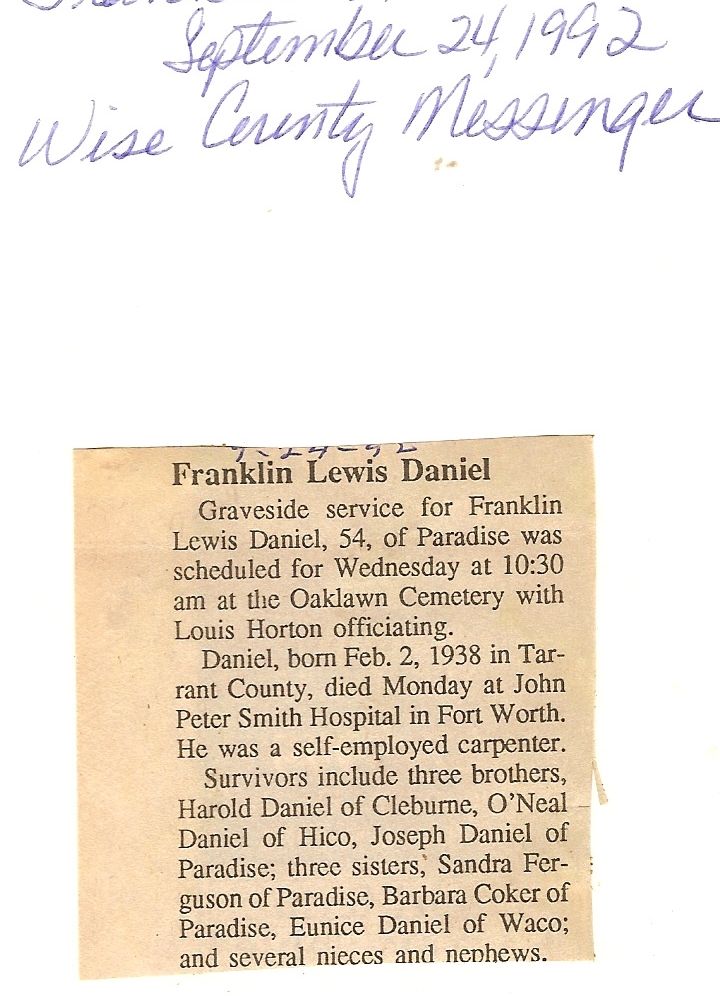 September 24, 1992
Wise County Messenger
9-24-92
Franklin Lewis Daniel
Graveside service for Franklin
Lewis Daniel, 54, of Paradise was
scheduled for Wednesday at 10:30
am at the Oaklawn Cemetery with
Louis Horton officiating.
Daniel, born Feb. 2, 1938 in Tar-
rant County, died Monday at John
Peter Smith Hospital in Fort Worth.
He was a self-employed carpenter.
Survivors include three brothers,
Harold Daniel of Cleburne, O'Neal
Daniel of Hico, Joseph Daniel of
Paradise; three sisters, Sandra Fer-
guson of Paradise, Barbara Coker of
Paradise, Eunice Daniel of Waco;
and several nieces and nephews.